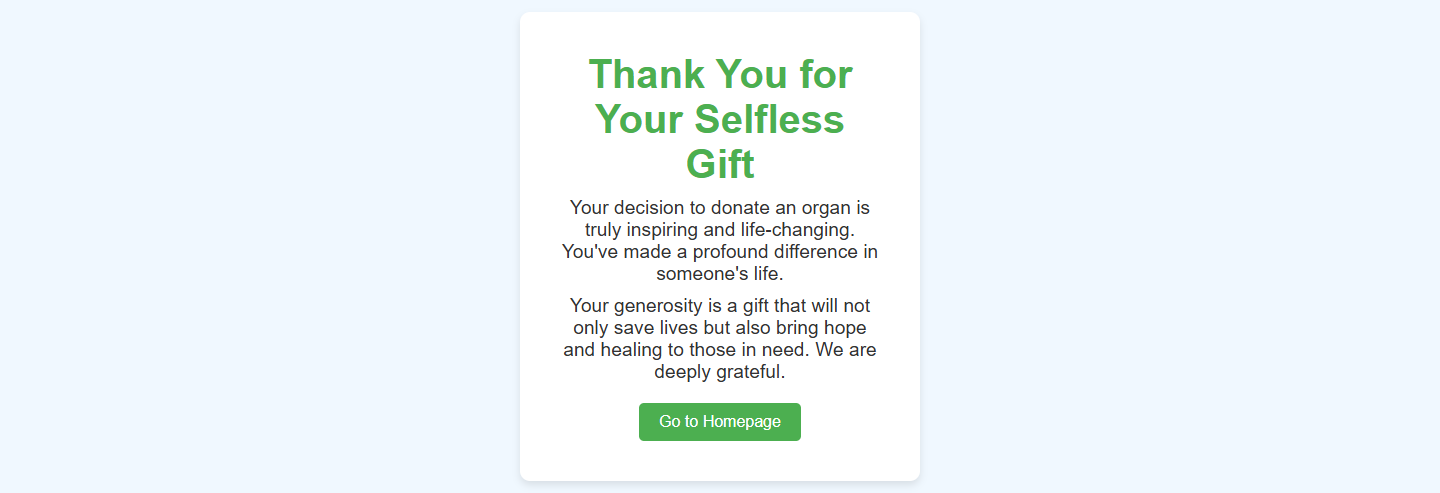 Thank You for
Your Selfless
Gift
Your decision to donate an organ is
truly inspiring and life-changing.
You've made a profound difference in
someone's life.
Your generosity is a gift that will not
only save lives but also bring hope
and healing to those in need. We are
deeply grateful.
Go to Homepage